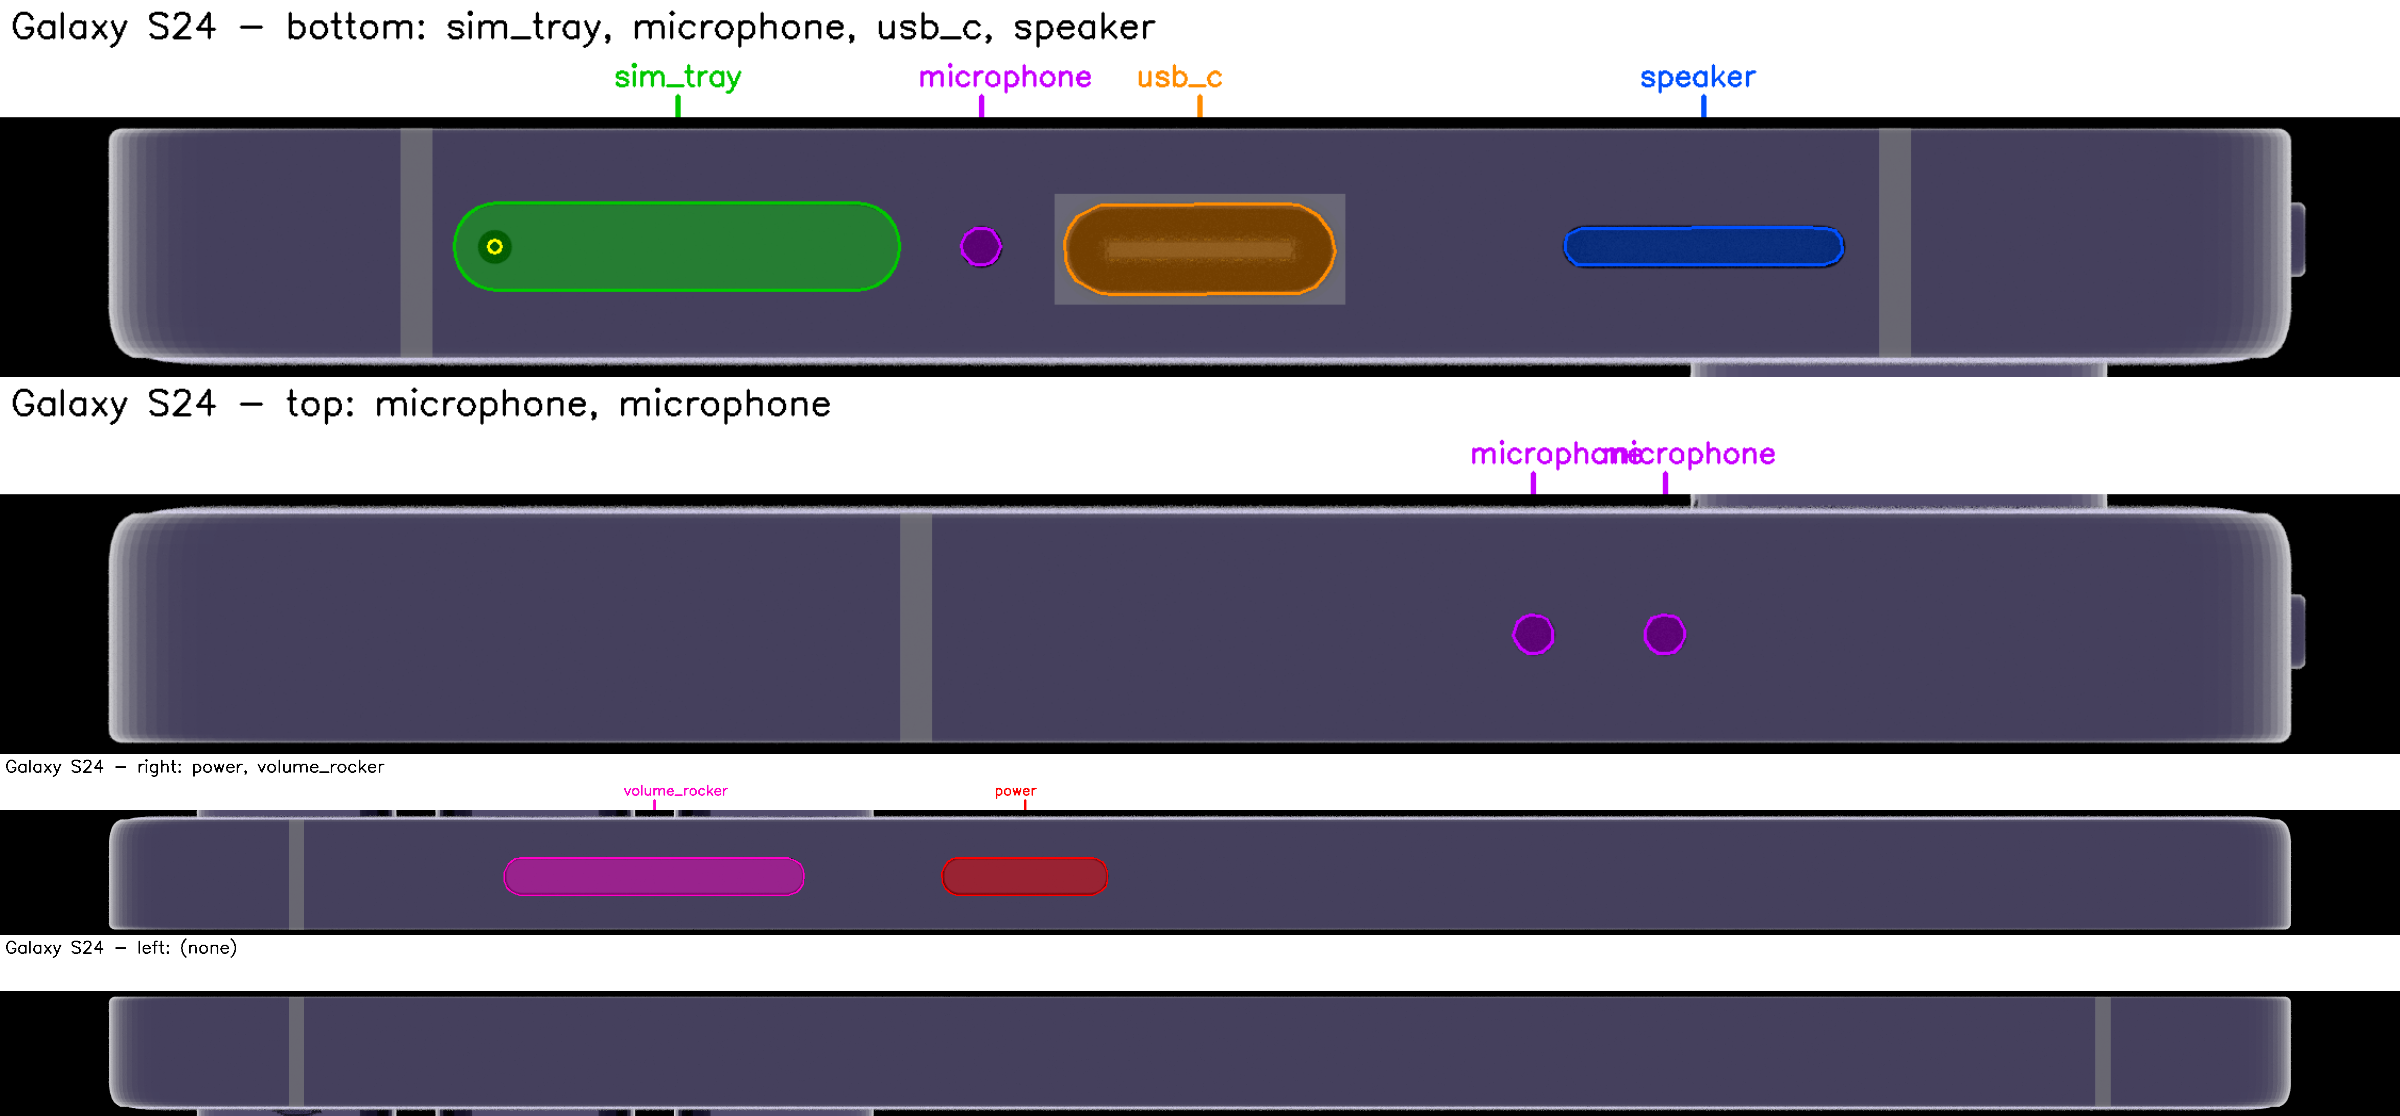 Galaxy S24 - bottom: sim_tray, microphone, usb_c, speaker
sim_tray microphone usb_c speaker
Galaxy S24 - top: microphone, microphone
microphone microphone
Galaxy S24 - right: power, volume_rocker
volume_rocker power
Galaxy S24 - left: (none)